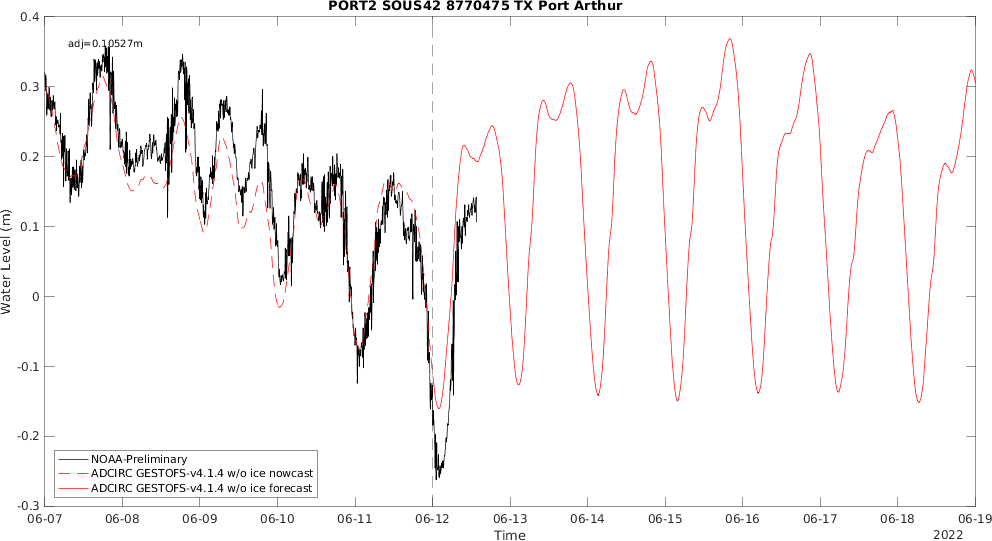 PORT2 SOUS42 8770475 TX Port Arthur
adj=0.10527m
0.4
0.3
0.2
0.1
0
-0.1
-0.2
-0.3
Water Level (m)
NOAA-Preliminary
ADCIRC GESTOFS-v4.1.4 w/o ice nowcast
ADCIRC GESTOFS-v4.1.4 w/o ice forecast
06-07 06-08 06-09 06-10 06-11 06-12 06-13 06-14 06-15 06-16 06-17 06-18 06-19
Time
2022